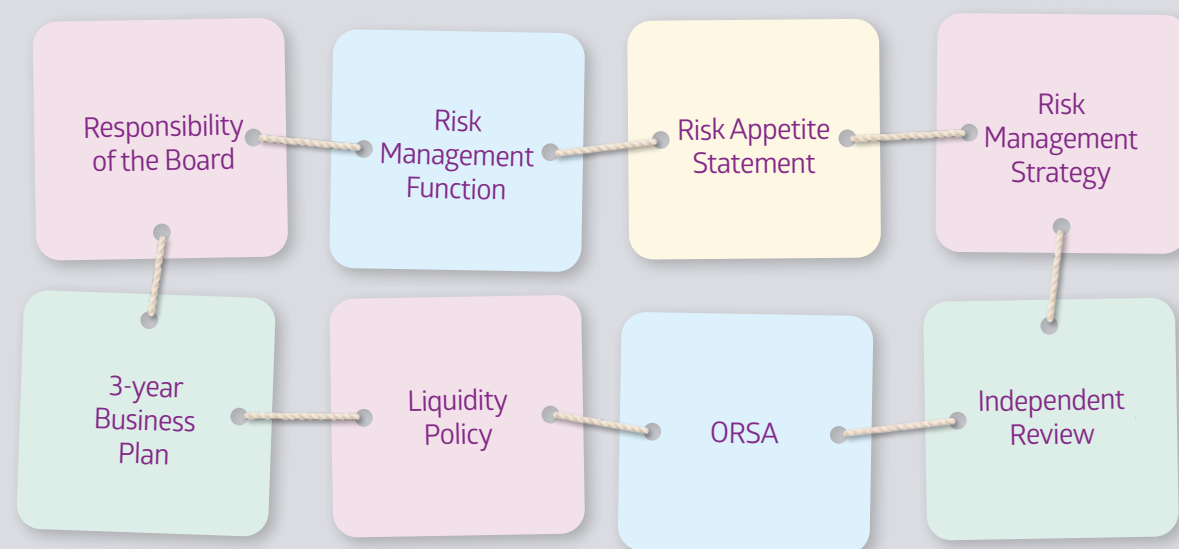 Responsibility
of the Board
Risk
Management
Function
Risk Appetite
Statement
Risk
Management
Strategy
3-year
Business
Plan
Liquidity
Policy
ORSA
Independent
Review